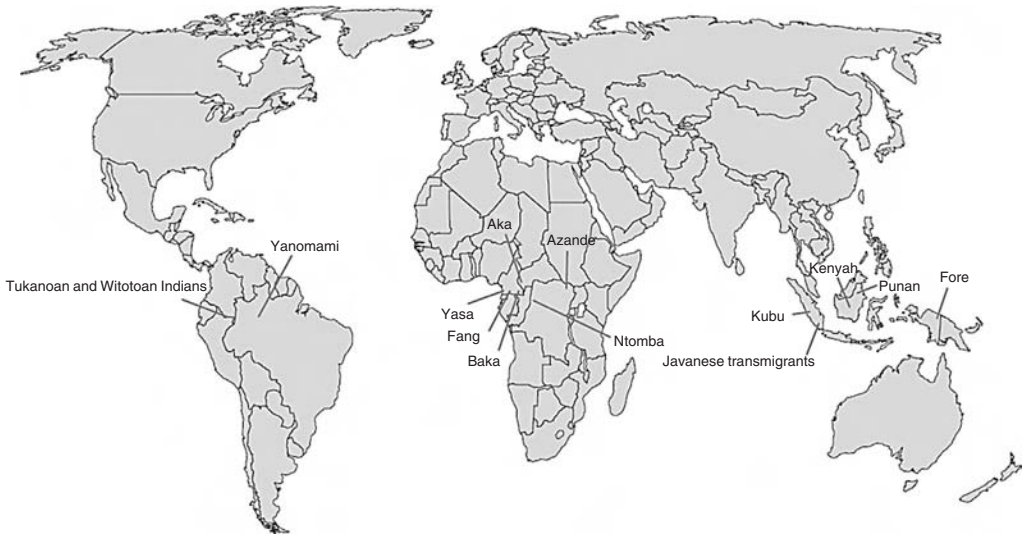 Aka
Azande
Yanomami
Kenyah
Fore
Tukanoan and Witotoan Indians
Punan
Yasa
Kubu
Fang
Ntomba
Baka
Javanese transmigrants